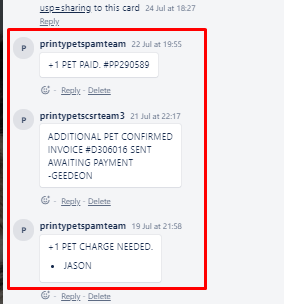 usp=sharing to this card 24 Jul at 18:27
Reply
P
printypetspamteam 22 Jul at 19:55
+1 PET PAID. #PP290589
Reply - Delete
P
printypetscsrteam3 21 Jul at 22:17
ADDITIONAL PET CONFIRMED
INVOICE #D306016 SENT
AWAITING PAYMENT
-GEEDEON
Reply - Delete
P
printypetspamteam 19 Jul at 21:58
+1 PET CHARGE NEEDED.
• JASON
Reply - Delete